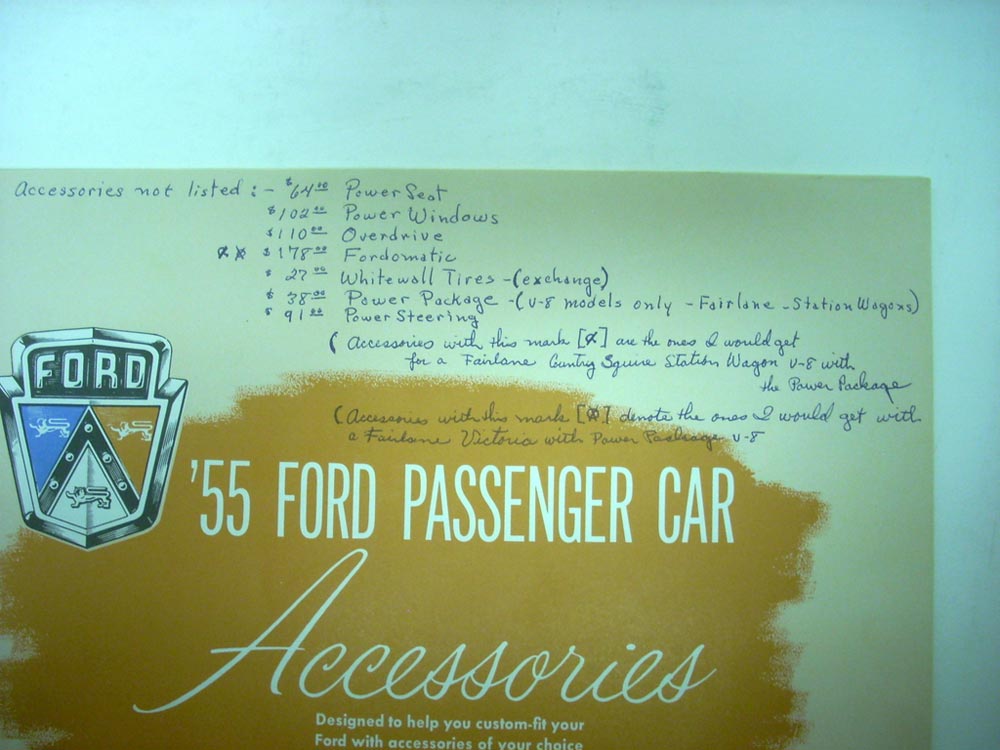 Accessories not listed :- $64.00 Power Seat
$102.00 Power Windows
$110.00 Overdrive
$178.00 Fordomatic
$ 27.00 Whitewall Tires -(exchange)
$ 38.00 Power Package -(V-8 models only - Fairlane - Station Wagons)
$ 91.00 Power Steering
( Accessories with this mark [X] are the ones I would get
for a Fairlane Cuntry Squire Station Wagon V-8 with
the Power Package
(Accesories with this mark [X] denote the ones I would get with
a Fairlane Victoria with Power Package V-8
FORD
'55 FORD PASSENGER CAR
Accessories
Designed to help you custom-fit your
Ford with accessories of your choice